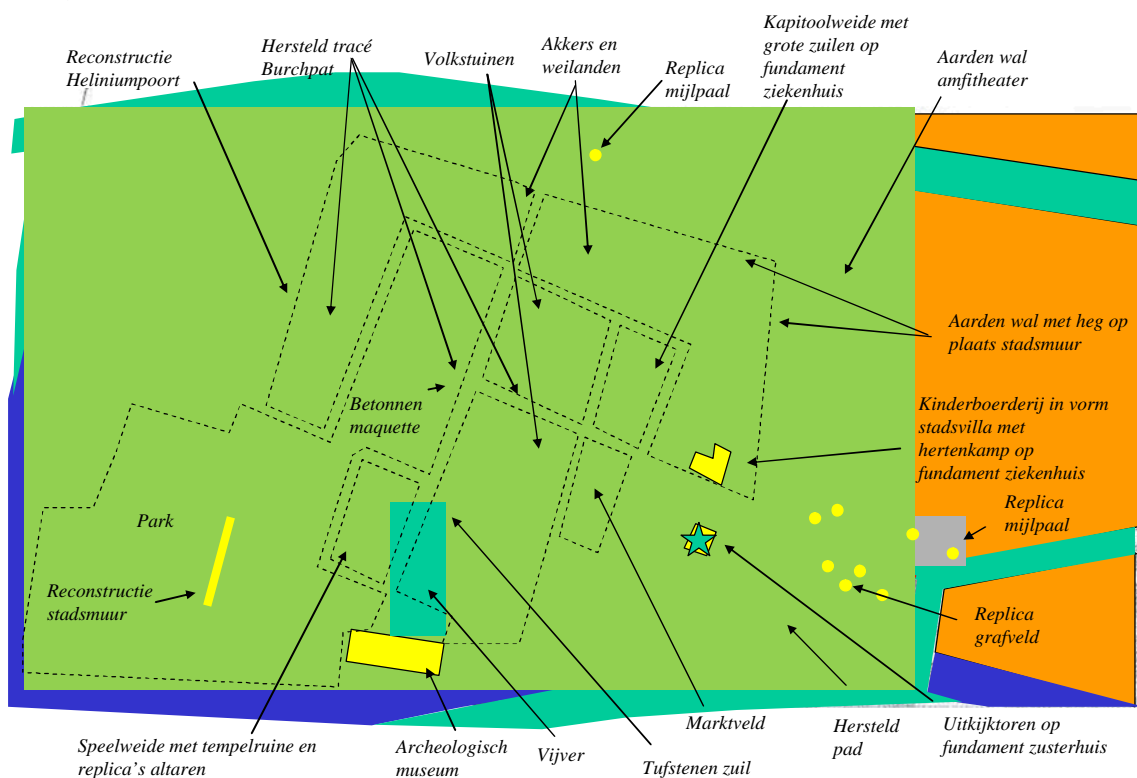 Reconstructie
Heliniumpoort
Hersteld tracé
Burchpat
Volkstuinen
Akkers en
weilanden
Replica
mijlpaal
Kapitoolweide met
grote zuilen op
fundament
ziekenhuis
Aarden wal
amfitheater
Aarden wal met heg op
plaats stadsmuur
Betonnen
maquette
Kinderboerderij in vorm
stadsvilla met
hertenkamp op
fundament ziekenhuis
Park
Replica
mijlpaal
Reconstructie
stadsmuur
Replica
grafveld
Speelweide met tempelruine en
replica's altaren
Archeologisch
museum
Vijver
Tufstenen zuil
Marktveld
Hersteld
pad
Uitkijktoren op
fundament zusterhuis